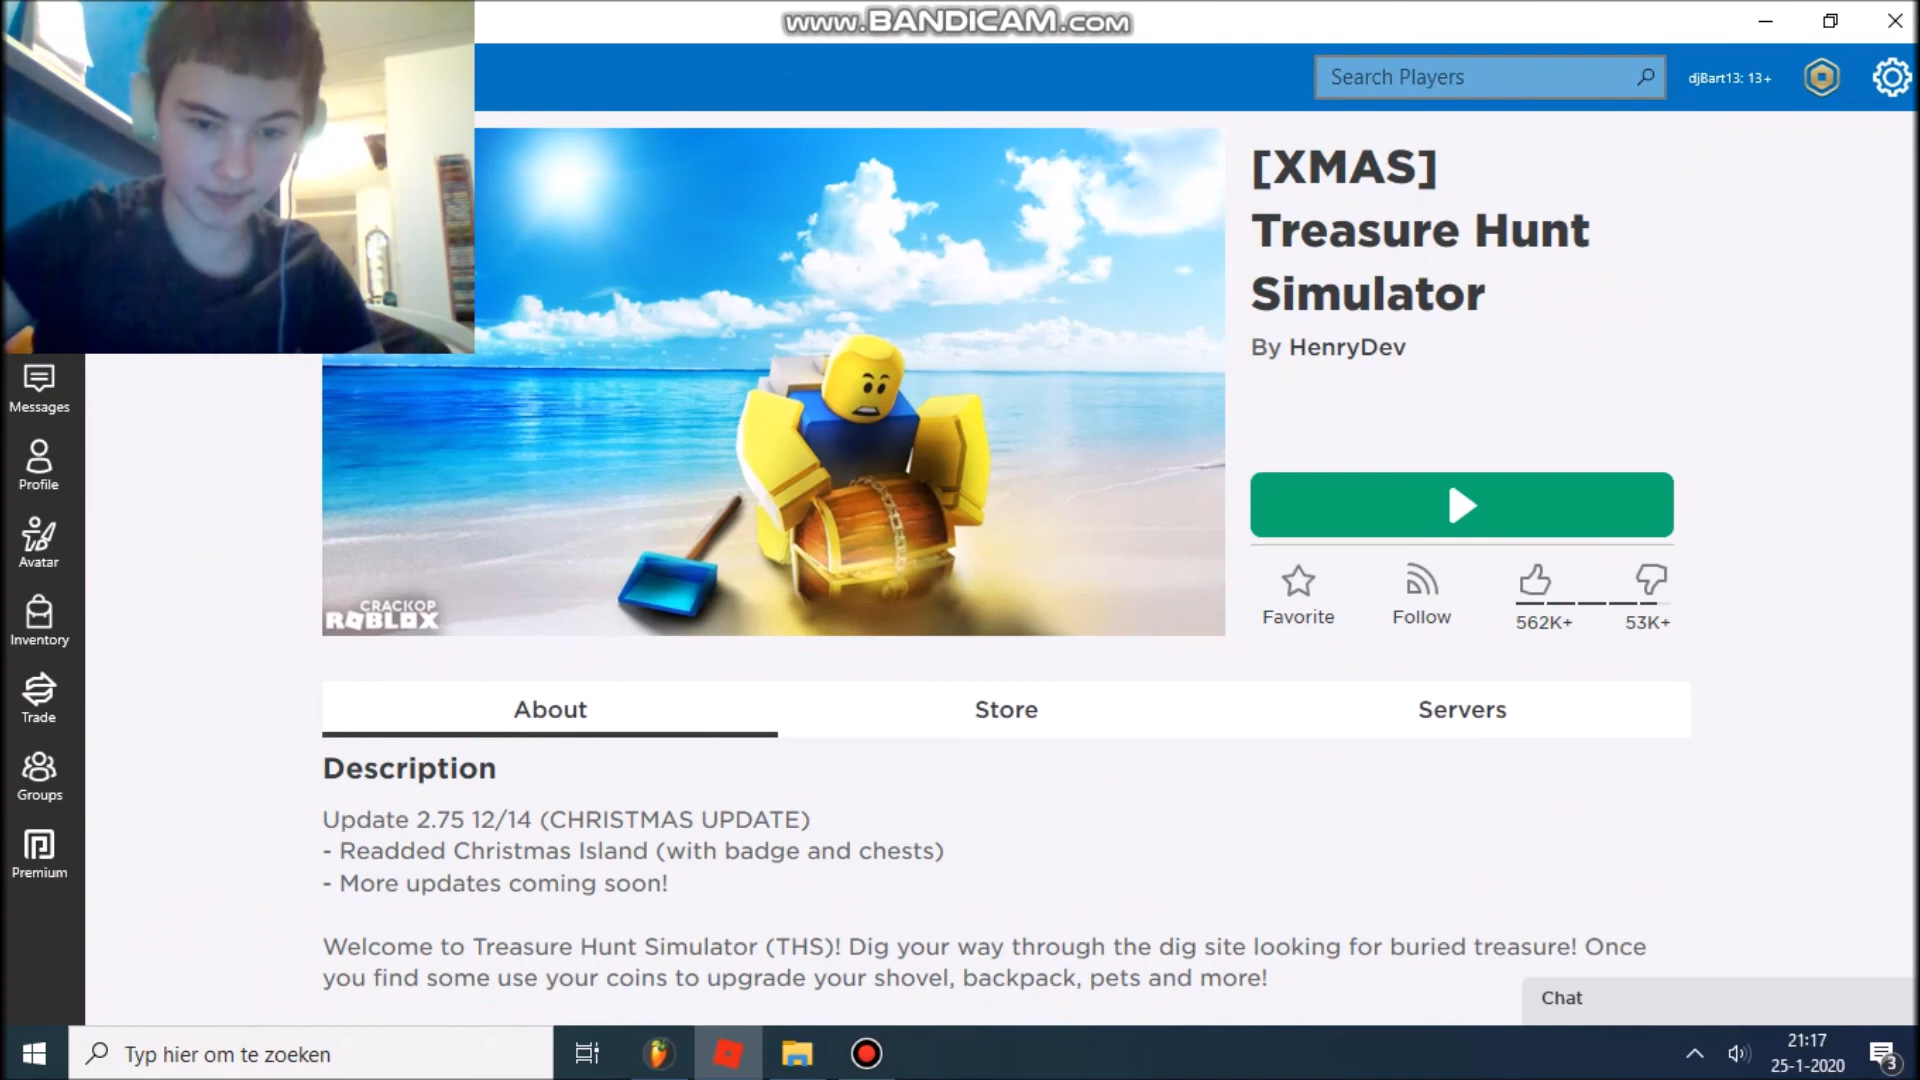 www.BANDICAM.com
Search Players
djBart13: 13+
[XMAS]
Treasure Hunt
Simulator
By HenryDev
CRACKOP
ROBLOX
Favorite
Follow
562K+
53K+
Messages
Profile
Avatar
Inventory
Trade
Groups
Premium
About
Store
Servers
Description
Update 2.75 12/14 (CHRISTMAS UPDATE)
- Readded Christmas Island (with badge and chests)
- More updates coming soon!
Welcome to Treasure Hunt Simulator (THS)! Dig your way through the dig site looking for buried treasure! Once
you find some use your coins to upgrade your shovel, backpack, pets and more!
Chat
Typ hier om te zoeken
21:17
25-1-2020
3